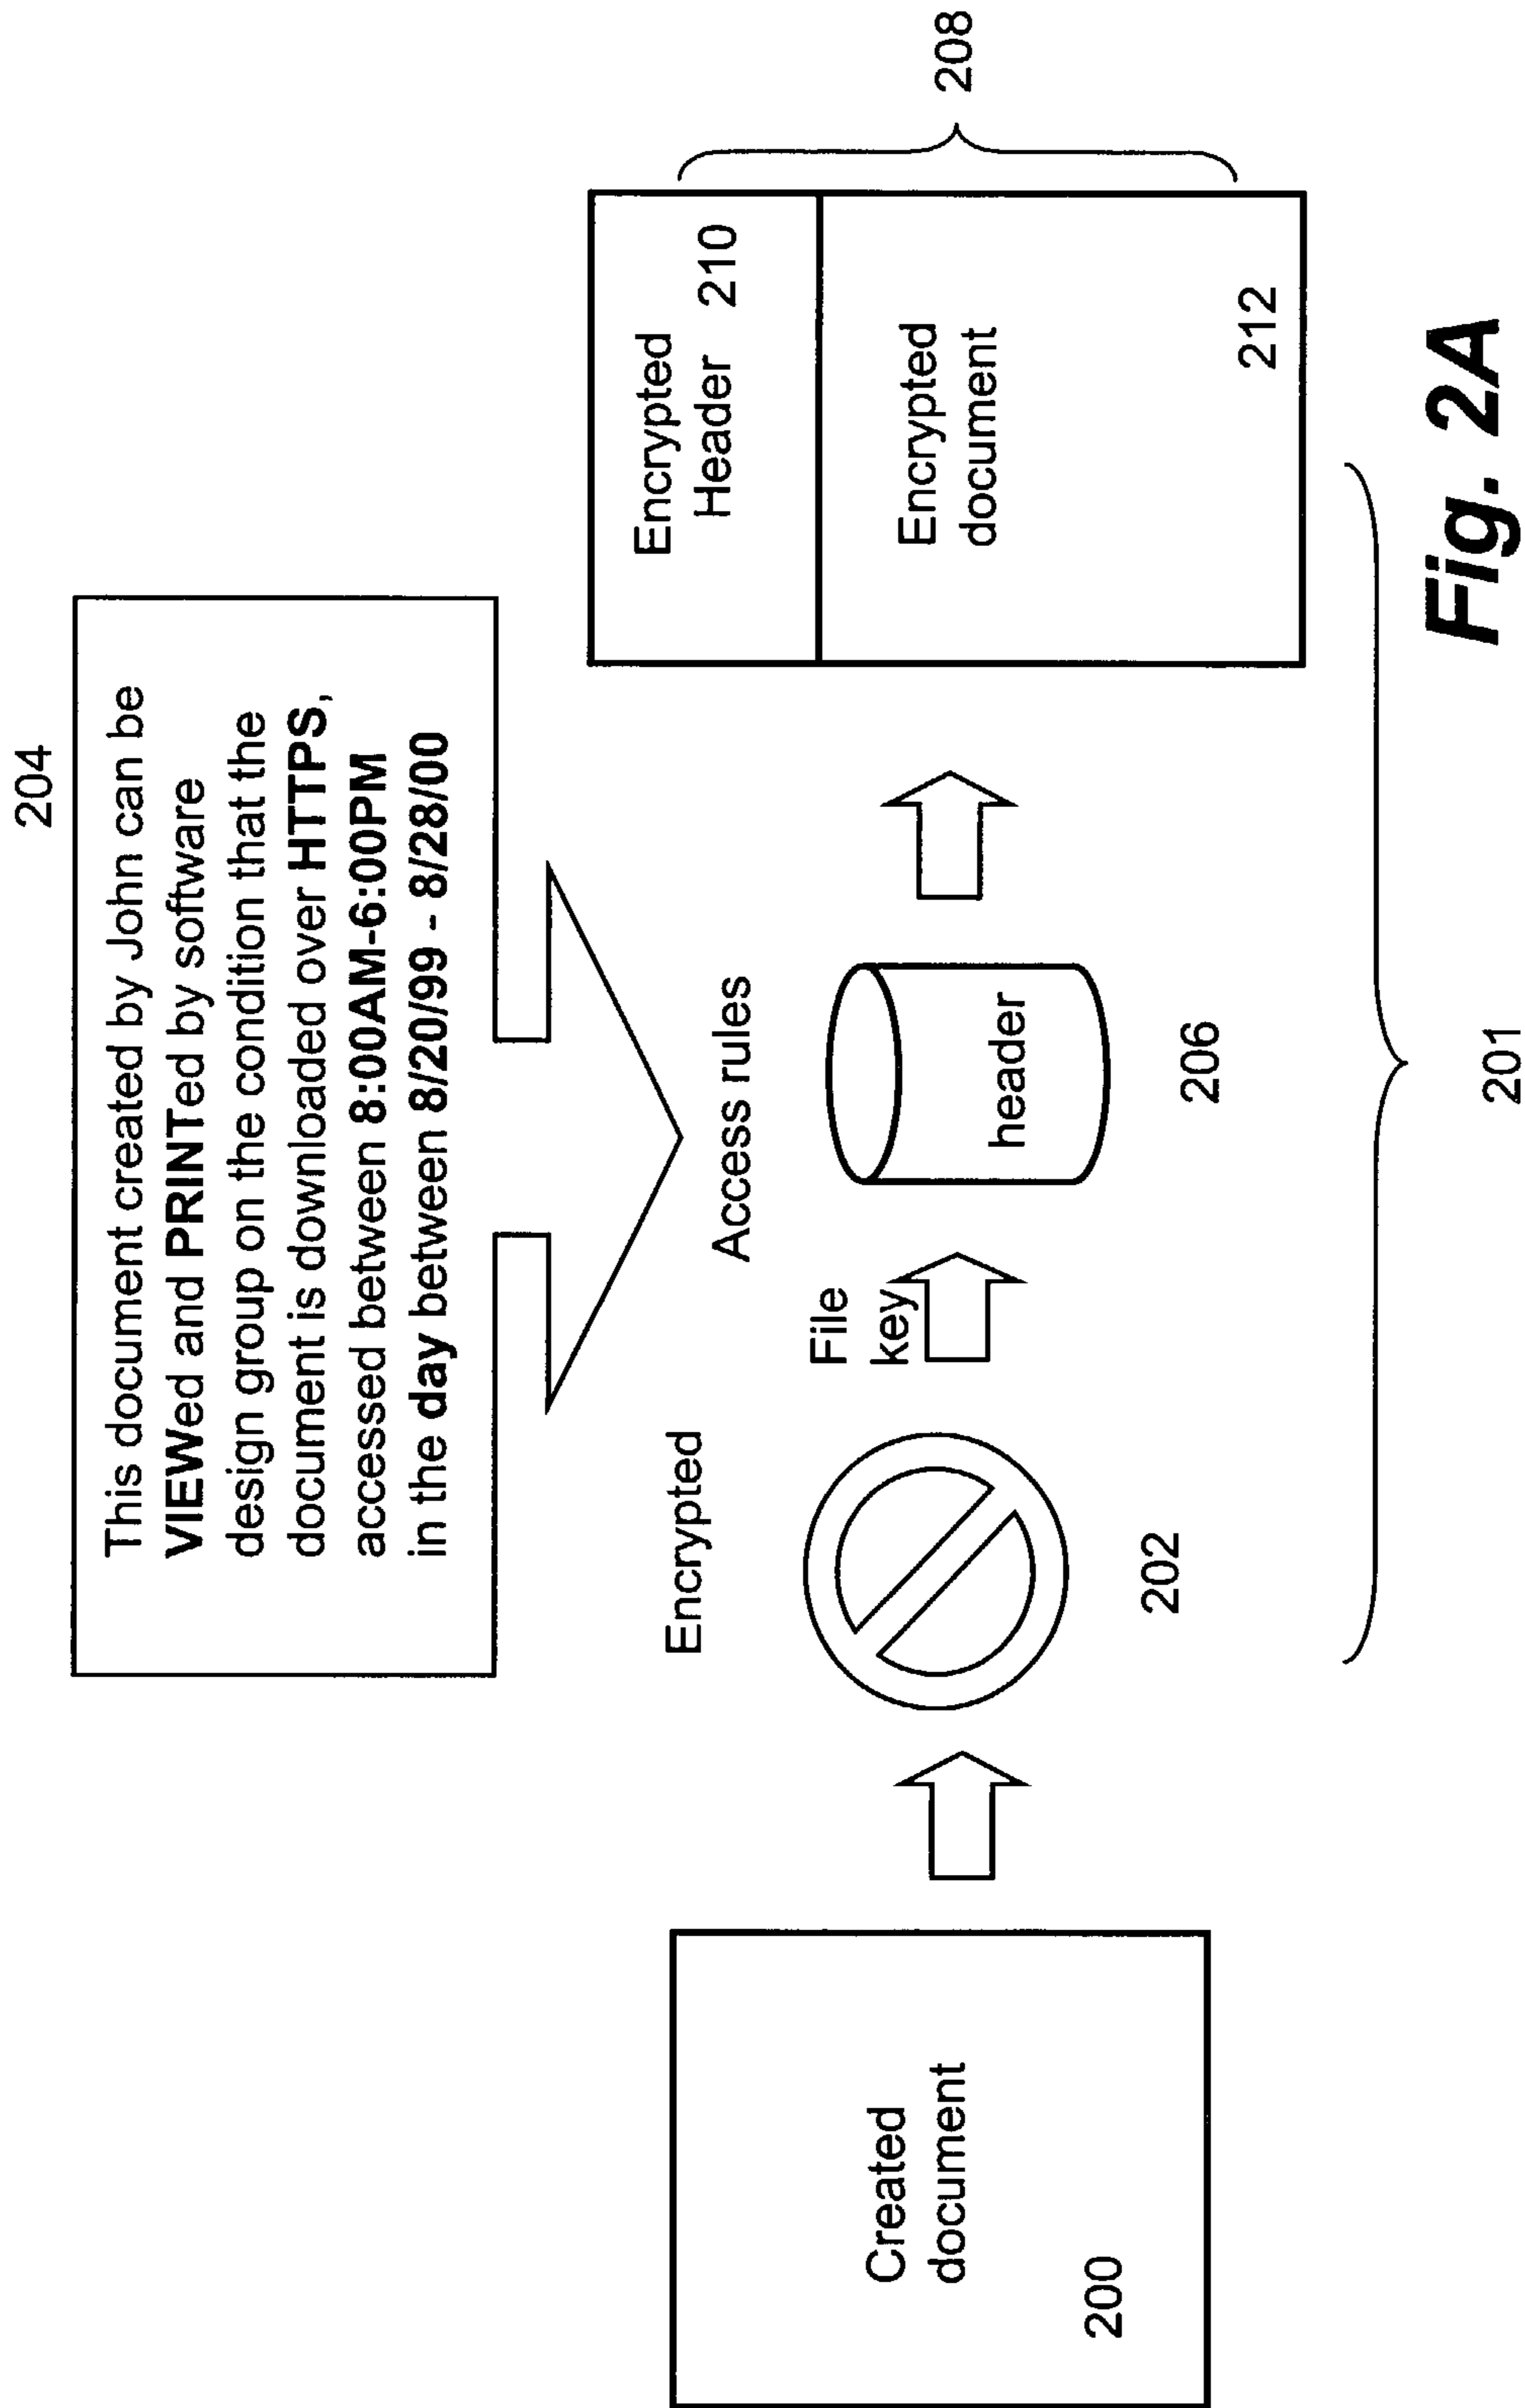 204
This document created by John can be
VIEWed and PRINTed by software
design group on the condition that the
document is downloaded over HTTPS,
accessed between 8:00AM-6:00PM
in the day between 8/20/99 - 8/28/00
Created
document
200
Encrypted
202
File
key
Access rules
header
206
Encrypted
Header 210
Encrypted
document
212
208
201
Fig. 2A